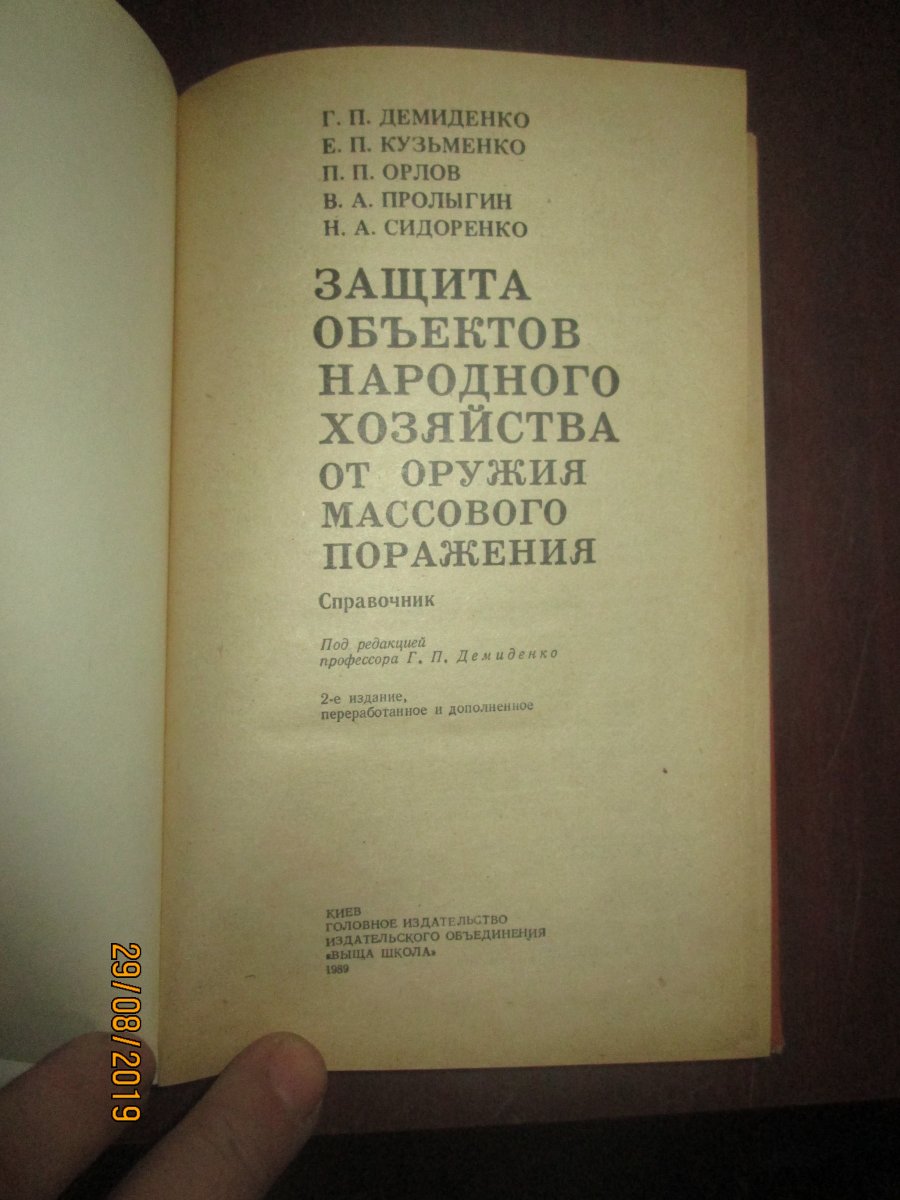 Г. П. ДЕМИДЕНКО
Е. П. КУЗЬМЕНКО
П. П. ОРЛОВ
В. А. ПРОЛЫГИН
Н. А. СИДОРЕНКО
ЗАЩИТА
ОБЪЕКТОВ
НАРОДНОГО
ХОЗЯЙСТВА
ОТ ОРУЖИЯ
МАССОВОГО
ПОРАЖЕНИЯ
Справочник
Под редакцией
профессора Г. П. Демиденко
2-е издание,
переработанное и дополненное
КИЕВ
ГОЛОВНОЕ ИЗДАТЕЛЬСТВО
ИЗДАТЕЛЬСКОГО ОБЪЕДИНЕНИЯ
«ВЫЩА ШКОЛА»
1989
29/08/2019